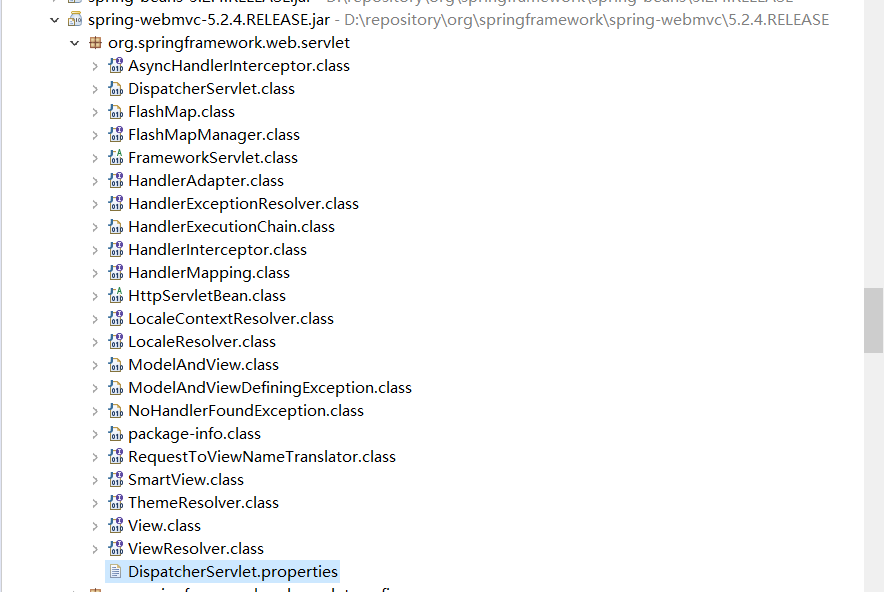 spring-webmvc-5.2.4.RELEASE.jar - D:\repository\org\springframework\spring-webmvc\5.2.4.RELEASE
org.springframework.web.servlet
AsyncHandlerInterceptor.class
DispatcherServlet.class
FlashMap.class
FlashMapManager.class
FrameworkServlet.class
HandlerAdapter.class
HandlerExceptionResolver.class
HandlerExecutionChain.class
HandlerInterceptor.class
HandlerMapping.class
HttpServletBean.class
LocaleContextResolver.class
LocaleResolver.class
ModelAndView.class
ModelAndViewDefiningException.class
NoHandlerFoundException.class
package-info.class
RequestToViewNameTranslator.class
SmartView.class
ThemeResolver.class
View.class
ViewResolver.class
DispatcherServlet.properties